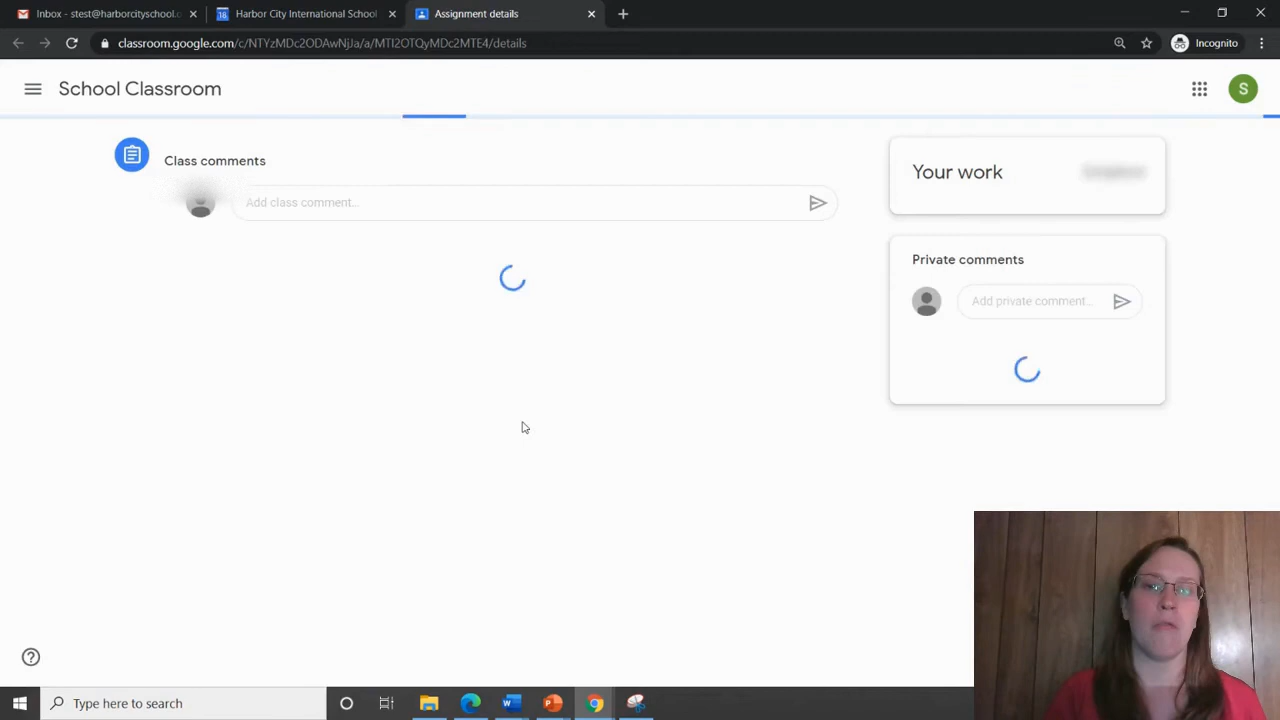 Inbox - stest@harborcityschool.o
Harbor City International School
Assignment details
classroom.google.com/c/NTYzMDc2ODAwNjJa/a/MTI2OTQyMDc2MTE4/details
Incognito
School Classroom
S
Class comments
Add class comment...
Your work
Private comments
Add private comment...
Type here to search